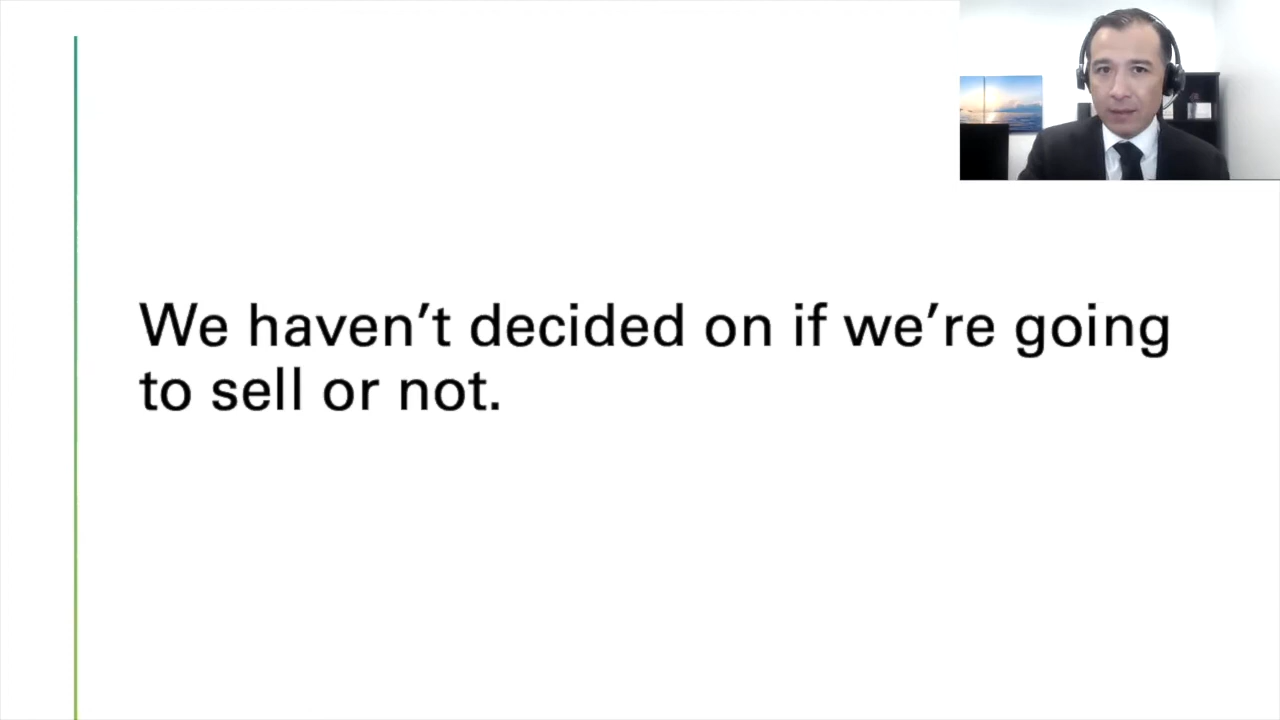 We haven’t decided on if we’re going
to sell or not.